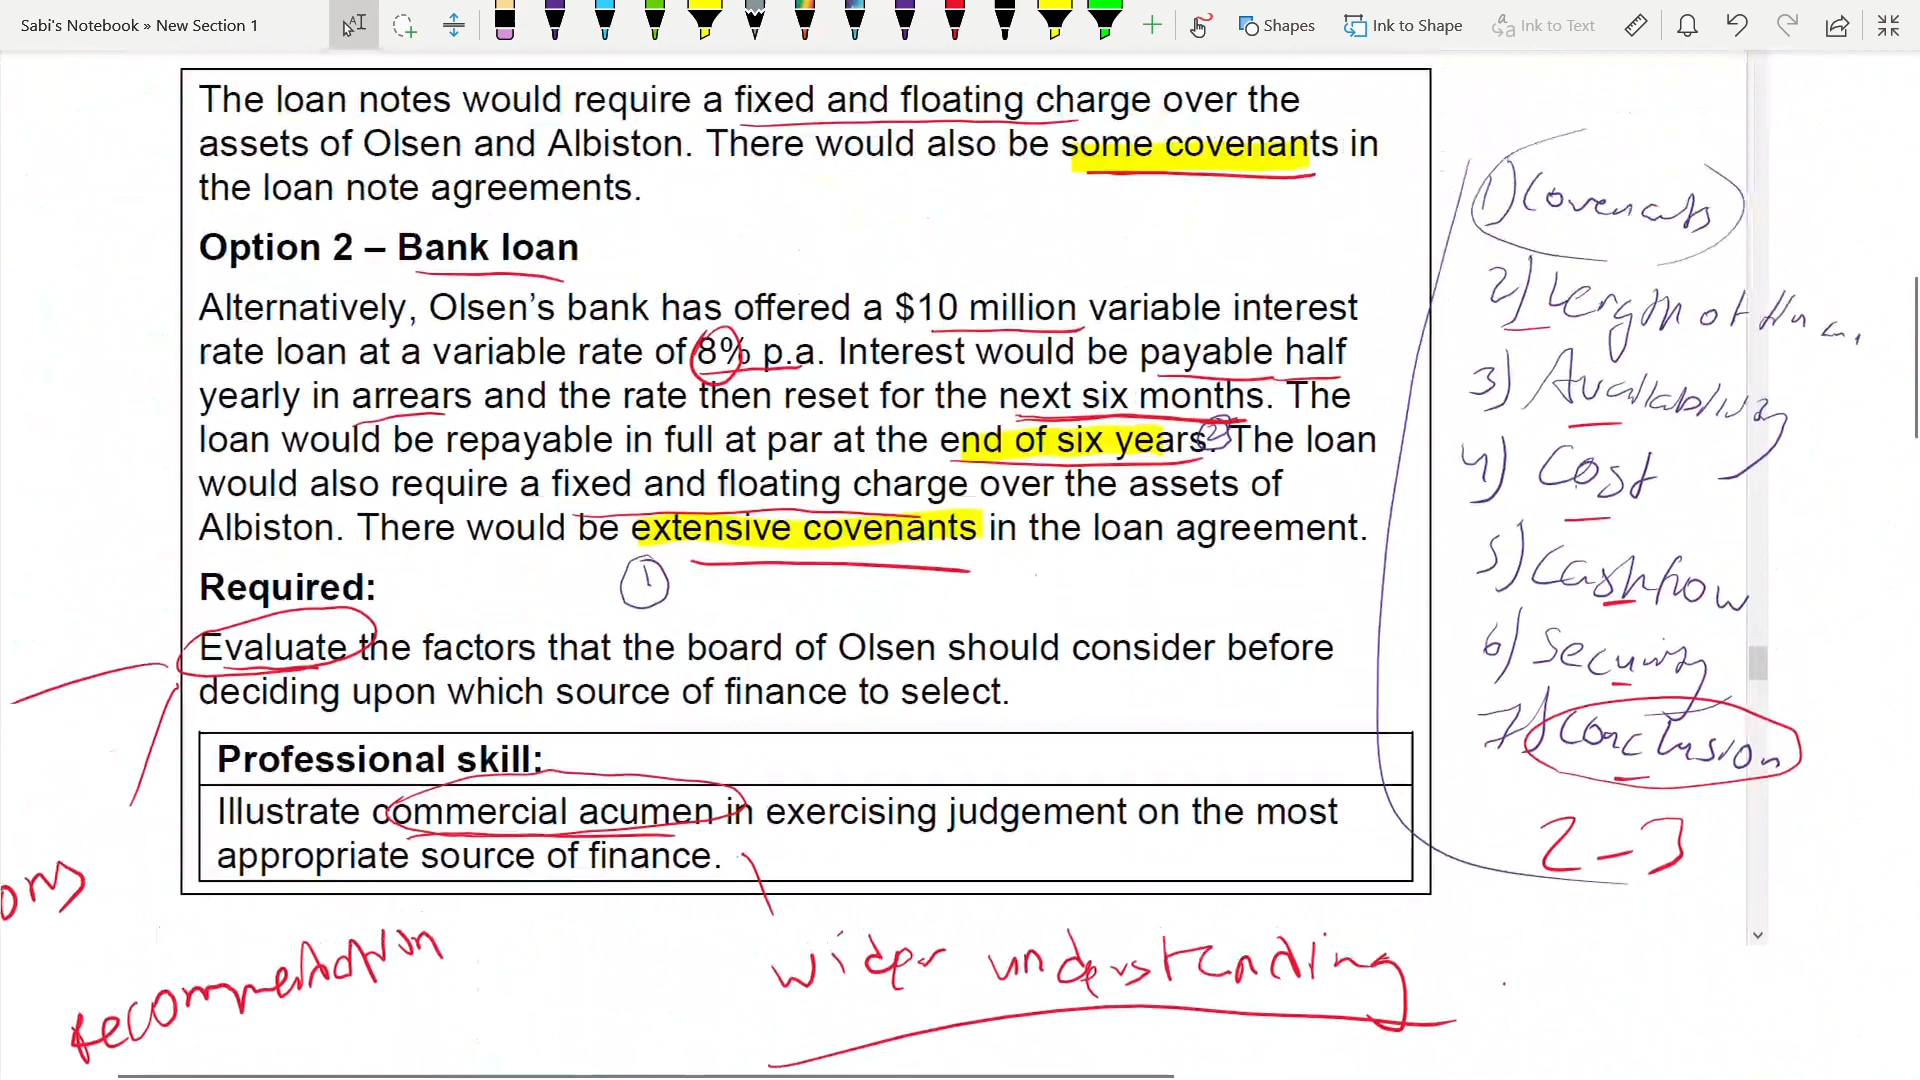 Sabi's Notebook » New Section 1
Shapes
Ink to Shape
Ink to Text
The loan notes would require a fixed and floating charge over the
assets of Olsen and Albiston. There would also be some covenants in
the loan note agreements.
Option 2 – Bank loan
Alternatively, Olsen's bank has offered a $10 million variable interest
rate loan at a variable rate of 8% p.a. Interest would be payable half
yearly in arrears and the rate then reset for the next six months. The
loan would be repayable in full at par at the end of six years. The loan
2
would also require a fixed and floating charge over the assets of
Albiston. There would be extensive covenants in the loan agreement.
1
Required:
Evaluate the factors that the board of Olsen should consider before
deciding upon which source of finance to select.
Professional skill:
Illustrate commercial acumen in exercising judgement on the most
appropriate source of finance.
1) Covenants
2) Length of
3) Availability
4) Cost
5) Cashflow
6) Security
7) Conclusion
2 - 3
ons
recommendation
wider understanding